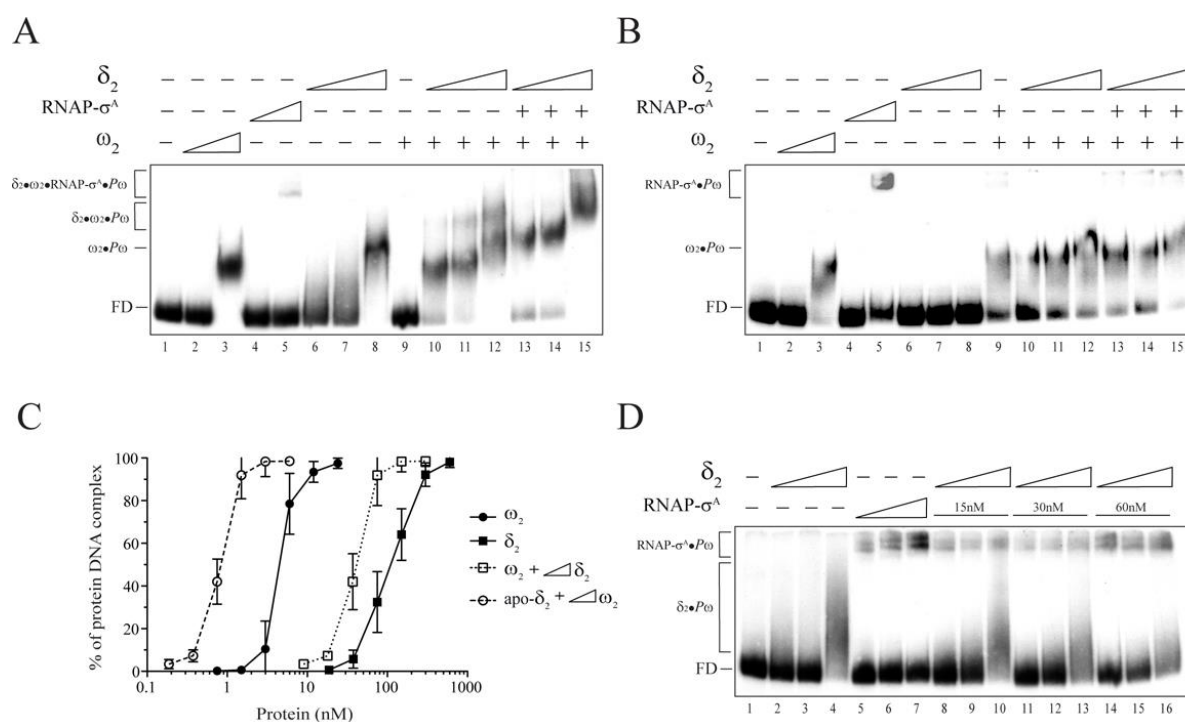 A
δ₂ – – – – – –
RNAP-σᴬ – – – – – – – – – – + + +
ω₂ – – – – – – + + + + + + +
δ₂●ω₂●RNAP-σᴬ●Pω
δ₂●ω₂●Pω
ω₂●Pω
FD
1 2 3 4 5 6 7 8 9 10 11 12 13 14 15
B
δ₂ – – – – – –
RNAP-σᴬ – – – – – – + – – – + + +
ω₂ – – – – – – + + + + + + +
RNAP-σᴬ●Pω
ω₂●Pω
FD
1 2 3 4 5 6 7 8 9 10 11 12 13 14 15
C
% of protein DNA complex
100
80
60
40
20
0
0.1 1 10 100 1000
Protein (nM)
ω₂
δ₂
ω₂ + δ₂
apo-δ₂ + ω₂
D
δ₂ – – – –
RNAP-σᴬ – – – – 15nM 30nM 60nM
RNAP-σᴬ●Pω
δ₂●Pω
FD
1 2 3 4 5 6 7 8 9 10 11 12 13 14 15 16